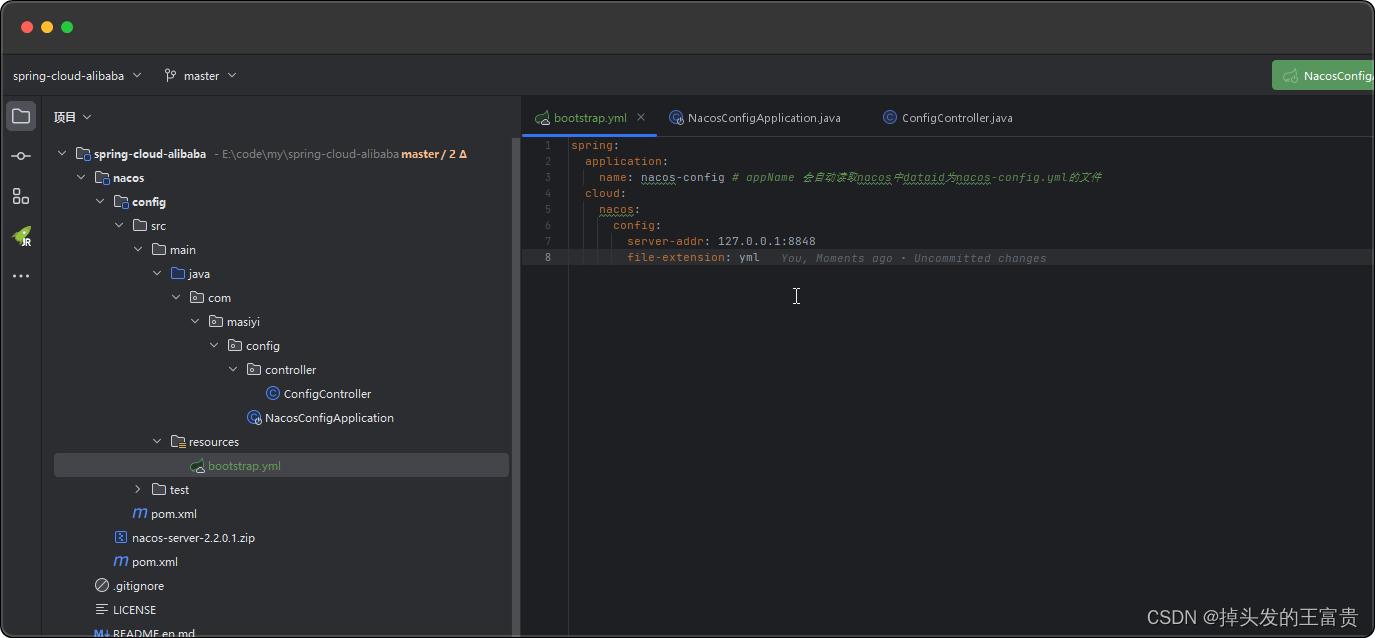 spring-cloud-alibaba master
NacosConfigA
项目
bootstrap.yml NacosConfigApplication.java ConfigController.java
spring-cloud-alibaba - E:\code\my\spring-cloud-alibaba master / 2 Δ
nacos
config
src
main
java
com
masiyi
config
controller
ConfigController
NacosConfigApplication
resources
bootstrap.yml
test
pom.xml
nacos-server-2.2.0.1.zip
pom.xml
.gitignore
LICENSE
README.en.md
JR
1 spring:
2 application:
3 name: nacos-config # appName 会自动读取nacos中dataid为nacos-config.yml的文件
4 cloud:
5 nacos:
6 config:
7 server-addr: 127.0.0.1:8848
8 file-extension: yml You, Moments ago · Uncommitted changes
CSDN @掉头发的王富贵